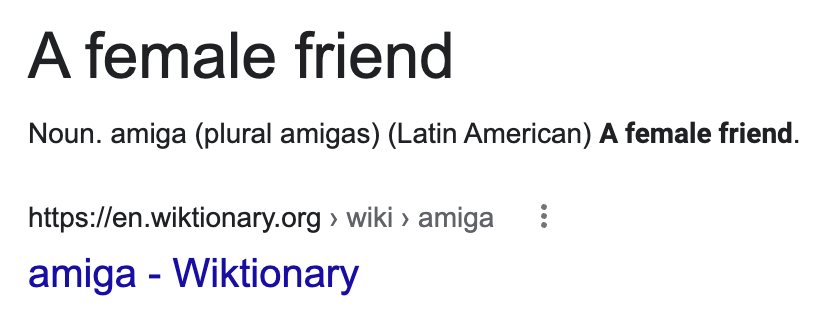 A female friend
Noun. amiga (plural amigas) (Latin American) A female friend.
https://en.wiktionary.org › wiki › amiga
amiga - Wiktionary